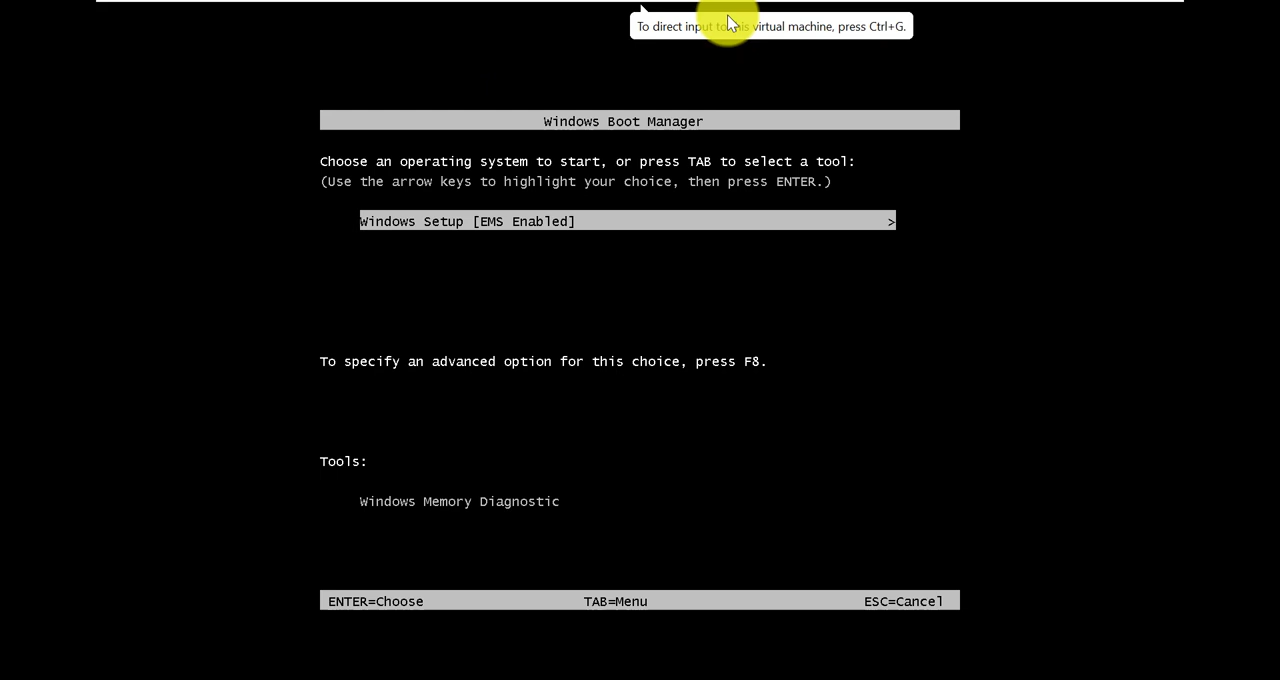 To direct input to this virtual machine, press Ctrl+G.
Windows Boot Manager
Choose an operating system to start, or press TAB to select a tool:
(Use the arrow keys to highlight your choice, then press ENTER.)
Windows Setup [EMS Enabled] >
To specify an advanced option for this choice, press F8.
Tools:
Windows Memory Diagnostic
ENTER=Choose TAB=Menu ESC=Cancel